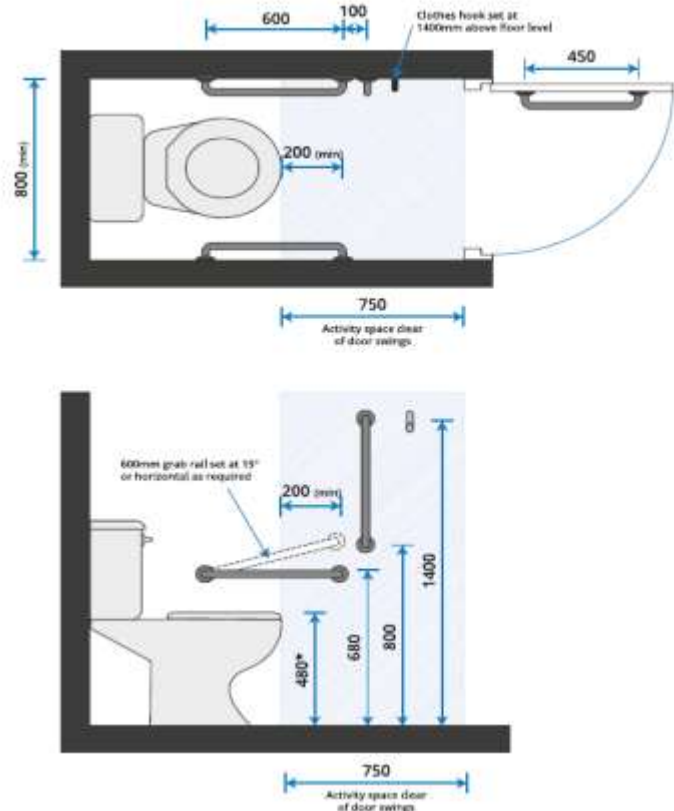 600
100
Clothes hook set at
1400mm above floor level
450
800 (min)
200 (min)
750
Activity space clear
of door swings
600mm grab rail set at 15°
or horizontal as required
200 (min)
480*
680
800
1400
750
Activity space clear
of door swings